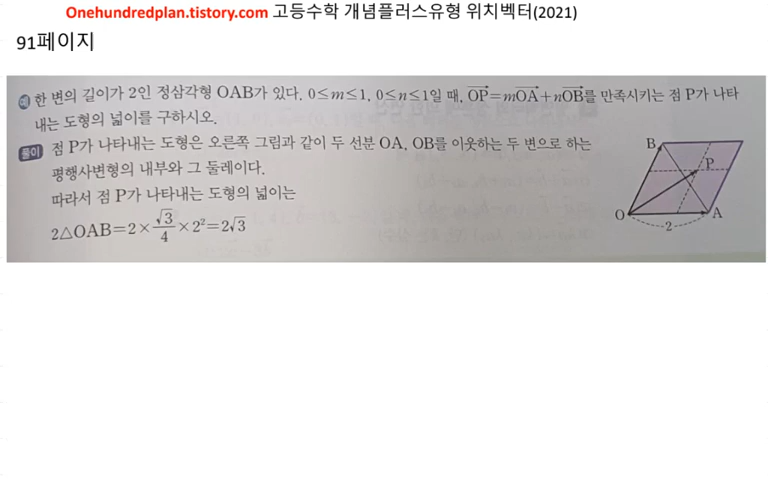 Onehundredplan.tistory.com 고등수학 개념플러스유형 위치벡터(2021)
91페이지
예 한 변의 길이가 2인 정삼각형 OAB가 있다. 0≤m≤1, 0≤n≤1일 때, OP=mOA+nOB를 만족시키는 점 P가 나타
내는 도형의 넓이를 구하시오.
풀이 점 P가 나타내는 도형은 오른쪽 그림과 같이 두 선분 OA, OB를 이웃하는 두 변으로 하는
평행사변형의 내부와 그 둘레이다.
따라서 점 P가 나타내는 도형의 넓이는
2△OAB=2×√3/4×2²=2√3
B
P
O
A
2